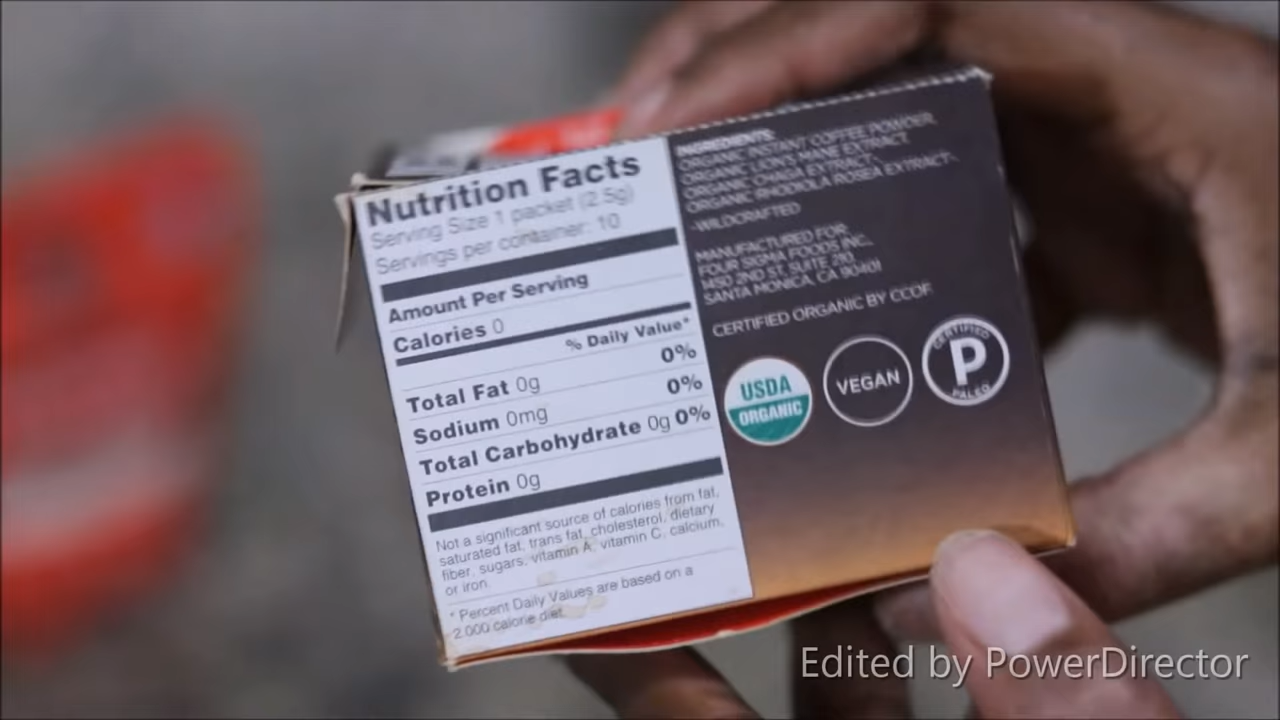 Nutrition Facts
Serving Size 1 packet (2.5g)
Servings per container: 10
Amount Per Serving
Calories 0
% Daily Value*
Total Fat 0g 0%
Sodium 0mg 0%
Total Carbohydrate 0g 0%
Protein 0g
Not a significant source of calories from fat,
saturated fat, trans fat, cholesterol, dietary
fiber, sugars, vitamin A, vitamin C, calcium,
or iron.
* Percent Daily Values are based on a
2,000 calorie diet.
INGREDIENTS:
ORGANIC INSTANT COFFEE POWDER,
ORGANIC LION'S MANE EXTRACT,
ORGANIC CHAGA EXTRACT~,
ORGANIC RHODIOLA ROSEA EXTRACT~.
~WILDCRAFTED
MANUFACTURED FOR:
FOUR SIGMA FOODS INC.
1450 2ND ST, SUITE 210,
SANTA MONICA, CA 90401
CERTIFIED ORGANIC BY CCOF.
USDA
ORGANIC
VEGAN
CERTIFIED
P
PALEO
Edited by PowerDirector